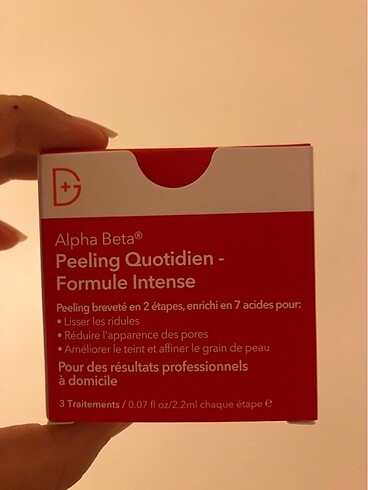 Alpha Beta®
Peeling Quotidien -
Formule Intense
Peeling breveté en 2 étapes, enrichi en 7 acides pour:
• Lisser les ridules
• Réduire l'apparence des pores
• Améliorer le teint et affiner le grain de peau
Pour des résultats professionnels
à domicile
3 Traitements / 0.07 fl oz/2.2ml chaque étape ℮